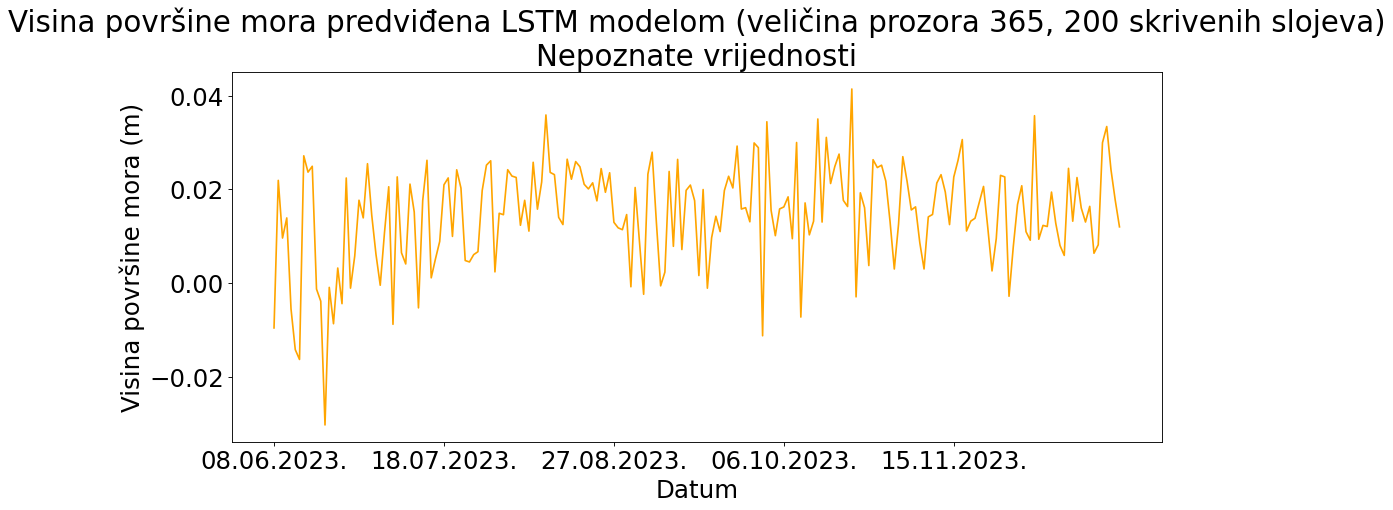 Visina površine mora predviđena LSTM modelom (veličina prozora 365, 200 skrivenih slojeva)
Nepoznate vrijednosti
Visina površine mora (m)
0.04
0.02
0.00
−0.02
08.06.2023. 18.07.2023. 27.08.2023. 06.10.2023. 15.11.2023.
Datum